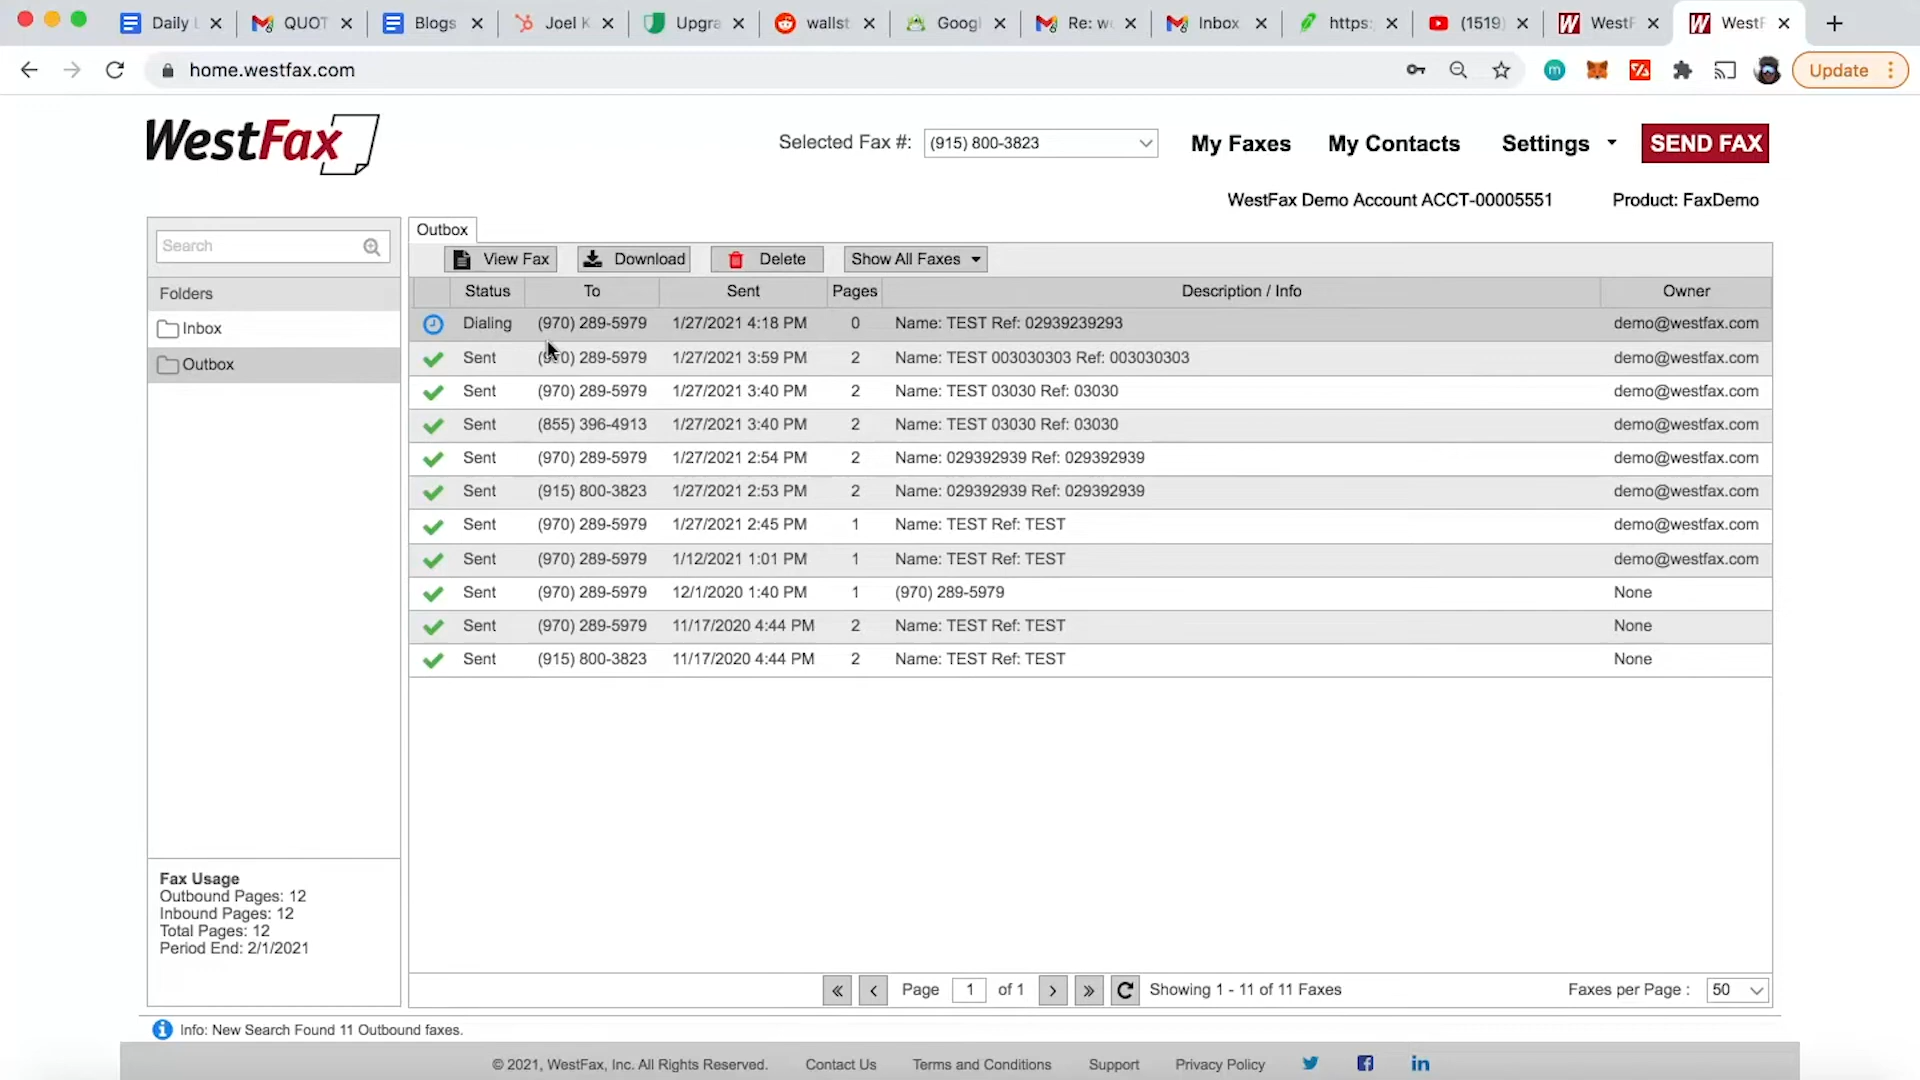 Daily L
QUOT
Blogs
Joel K
Upgra
wallst
Googl
Re: w
Inbox
https:
(1519)
WestF
WestF
home.westfax.com
m
Update
WestFax
Selected Fax #:
(915) 800-3823
My Faxes
My Contacts
Settings
SEND FAX
WestFax Demo Account ACCT-00005551
Product: FaxDemo
Search
Folders
Inbox
Outbox
Outbox
View Fax
Download
Delete
Show All Faxes
Status To Sent Pages Description / Info Owner
Dialing (970) 289-5979 1/27/2021 4:18 PM 0 Name: TEST Ref: 02939239293 demo@westfax.com
Sent (970) 289-5979 1/27/2021 3:59 PM 2 Name: TEST 003030303 Ref: 003030303 demo@westfax.com
Sent (970) 289-5979 1/27/2021 3:40 PM 2 Name: TEST 03030 Ref: 03030 demo@westfax.com
Sent (855) 396-4913 1/27/2021 3:40 PM 2 Name: TEST 03030 Ref: 03030 demo@westfax.com
Sent (970) 289-5979 1/27/2021 2:54 PM 2 Name: 029392939 Ref: 029392939 demo@westfax.com
Sent (915) 800-3823 1/27/2021 2:53 PM 2 Name: 029392939 Ref: 029392939 demo@westfax.com
Sent (970) 289-5979 1/27/2021 2:45 PM 1 Name: TEST Ref: TEST demo@westfax.com
Sent (970) 289-5979 1/12/2021 1:01 PM 1 Name: TEST Ref: TEST demo@westfax.com
Sent (970) 289-5979 12/1/2020 1:40 PM 1 (970) 289-5979 None
Sent (970) 289-5979 11/17/2020 4:44 PM 2 Name: TEST Ref: TEST None
Sent (915) 800-3823 11/17/2020 4:44 PM 2 Name: TEST Ref: TEST None
Fax Usage
Outbound Pages: 12
Inbound Pages: 12
Total Pages: 12
Period End: 2/1/2021
Page 1 of 1
Showing 1 - 11 of 11 Faxes
Faxes per Page : 50
Info: New Search Found 11 Outbound faxes.
© 2021, WestFax, Inc. All Rights Reserved.
Contact Us
Terms and Conditions
Support
Privacy Policy